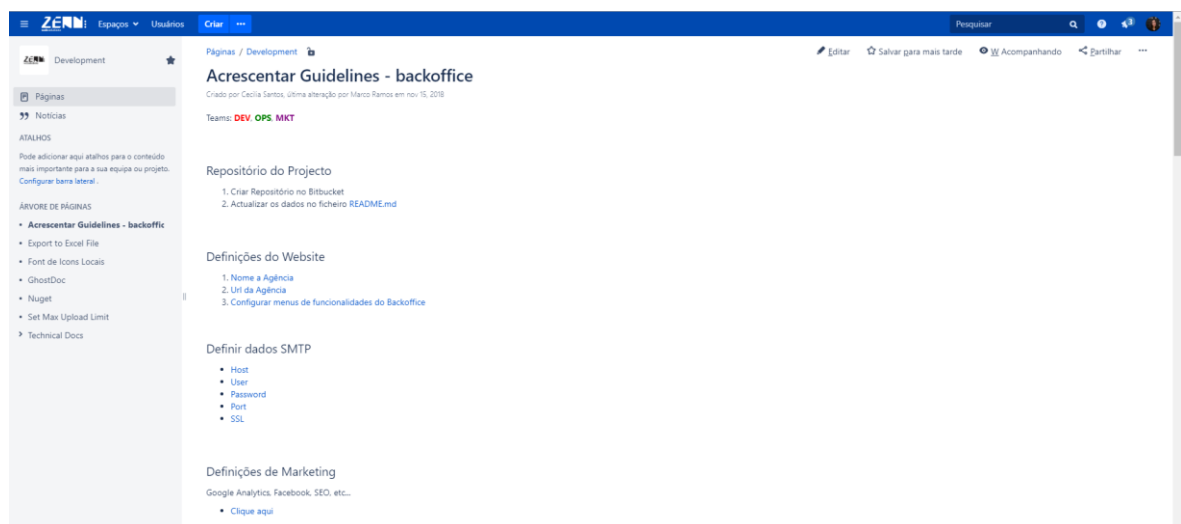 ZENN Espaços Usuários Criar ... Pesquisar 3
ZENN Development
Páginas
Notícias
ATALHOS
Pode adicionar aqui atalhos para o conteúdo
mais importante para a sua equipa ou projeto.
Configurar barra lateral .
ÁRVORE DE PÁGINAS
• Acrescentar Guidelines - backoffic
• Export to Excel File
• Font de Icons Locais
• GhostDoc
• Nuget
• Set Max Upload Limit
Technical Docs
Páginas / Development
Editar Salvar para mais tarde W Acompanhando Partilhar ...
Acrescentar Guidelines - backoffice
Criado por Cecília Santos, última alteração por Marco Ramos em nov 15, 2018
Teams: DEV, OPS, MKT
Repositório do Projecto
1. Criar Repositório no Bitbucket
2. Actualizar os dados no ficheiro README.md
Definições do Website
1. Nome a Agência
2. Url da Agência
3. Configurar menus de funcionalidades do Backoffice
Definir dados SMTP
• Host
• User
• Password
• Port
• SSL
Definições de Marketing
Google Analytics, Facebook, SEO, etc...
• Clique aqui